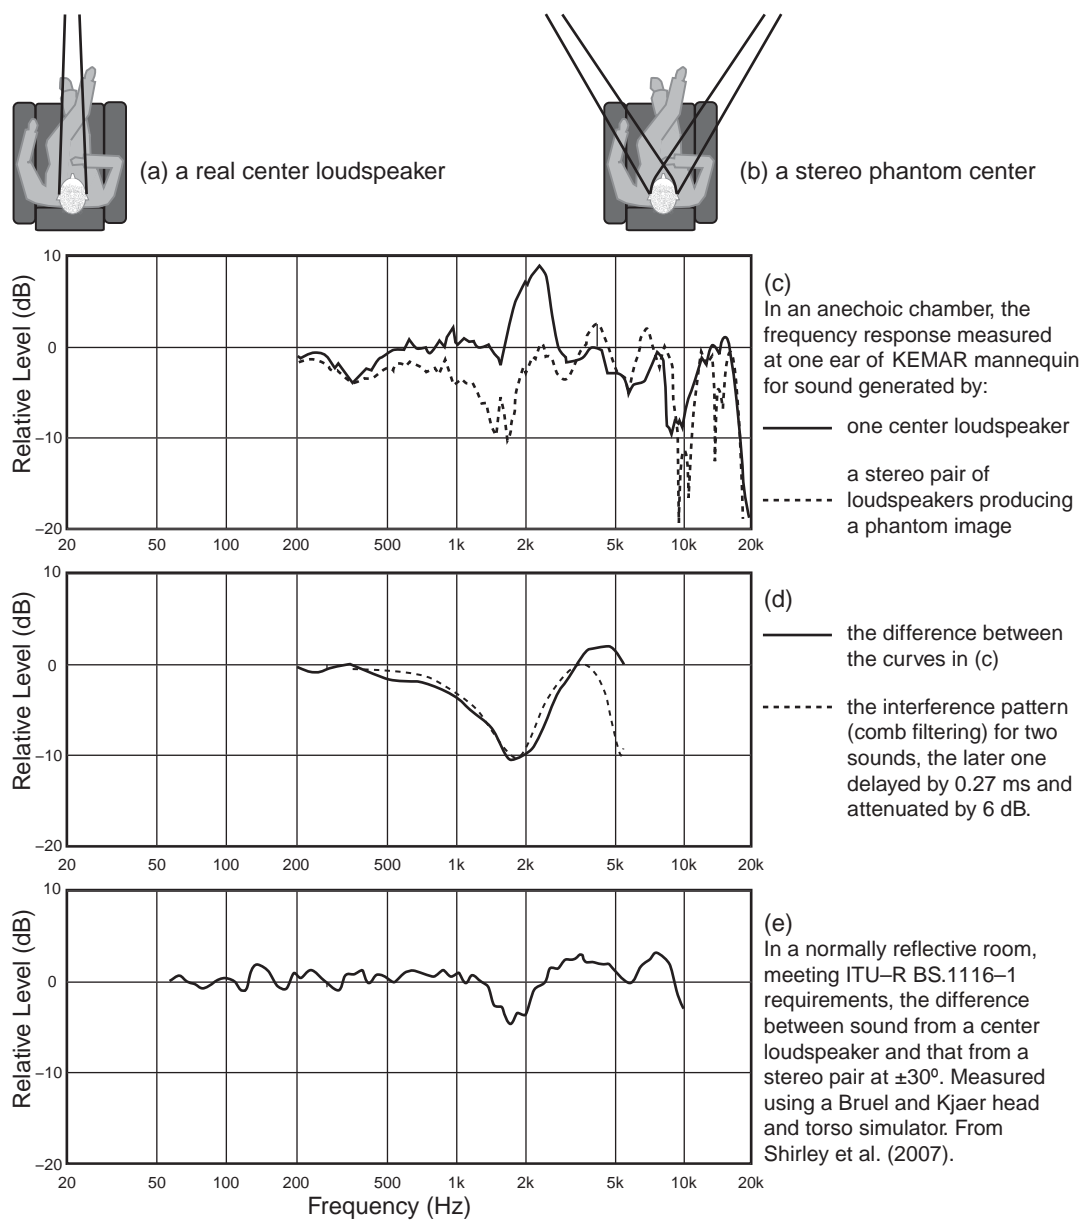 (a) a real center loudspeaker
(b) a stereo phantom center
Relative Level (dB)
10
0
–10
–20
20 50 100 200 500 1k 2k 5k 10k 20k
(c)
In an anechoic chamber, the
frequency response measured
at one ear of KEMAR mannequin
for sound generated by:
one center loudspeaker
a stereo pair of
loudspeakers producing
a phantom image
Relative Level (dB)
10
0
–10
–20
20 50 100 200 500 1k 2k 5k 10k 20k
(d)
the difference between
the curves in (c)
the interference pattern
(comb filtering) for two
sounds, the later one
delayed by 0.27 ms and
attenuated by 6 dB.
Relative Level (dB)
10
0
–10
–20
20 50 100 200 500 1k 2k 5k 10k 20k
Frequency (Hz)
(e)
In a normally reflective room,
meeting ITU–R BS.1116–1
requirements, the difference
between sound from a center
loudspeaker and that from a
stereo pair at ±30º. Measured
using a Bruel and Kjaer head
and torso simulator. From
Shirley et al. (2007).